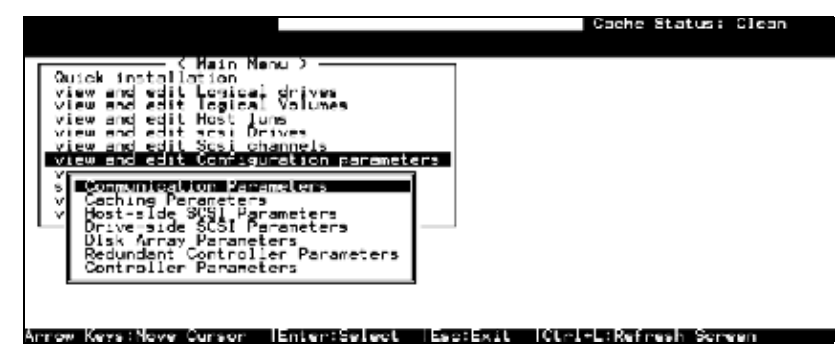 Cache Status: Clean
< Main Menu >
Quick installation
view and edit Logical drives
view and edit logical Volumes
view and edit Host luns
view and edit scsi Drives
view and edit Scsi channels
view and edit Configuration parameters
v
s
v
v
Communication Parameters
Caching Parameters
Host-side SCSI Parameters
Drive-side SCSI Parameters
Disk Array Parameters
Redundant Controller Parameters
Controller Parameters
Arrow Keys:Move Cursor |Enter:Select |Esc:Exit |Ctrl+L:Refresh Screen